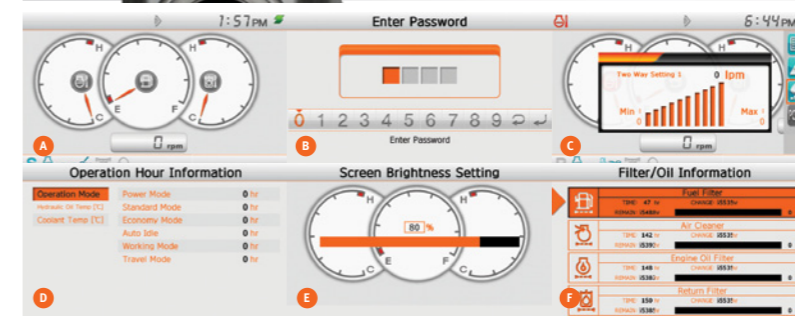 1:57PM
H
C
E
F
H
C
0 rpm
A
Enter Password
0 1 2 3 4 5 6 7 8 9
Enter Password
B
6:44PM
H
H
Two Way Setting 1
0 lpm
Min :
0
Max :
0
C
0 rpm
C
Operation Hour Information
Operation Mode
Hydraulic Oil Temp [℃]
Coolant Temp [℃]
Power Mode 0 hr
Standard Mode 0 hr
Economy Mode 0 hr
Auto Idle 0 hr
Working Mode 0 hr
Travel Mode 0 hr
D
Screen Brightness Setting
H
H
80 %
C
E
F
C
E
Filter/Oil Information
Fuel Filter
TIME: 47 hr CHANGE:
REMAIN: 0
Air Cleaner
TIME: 142 hr CHANGE:
REMAIN: 0
Engine Oil Filter
TIME: 148 hr CHANGE:
REMAIN: 0
Return Filter
TIME: 150 hr CHANGE:
REMAIN: 0
F